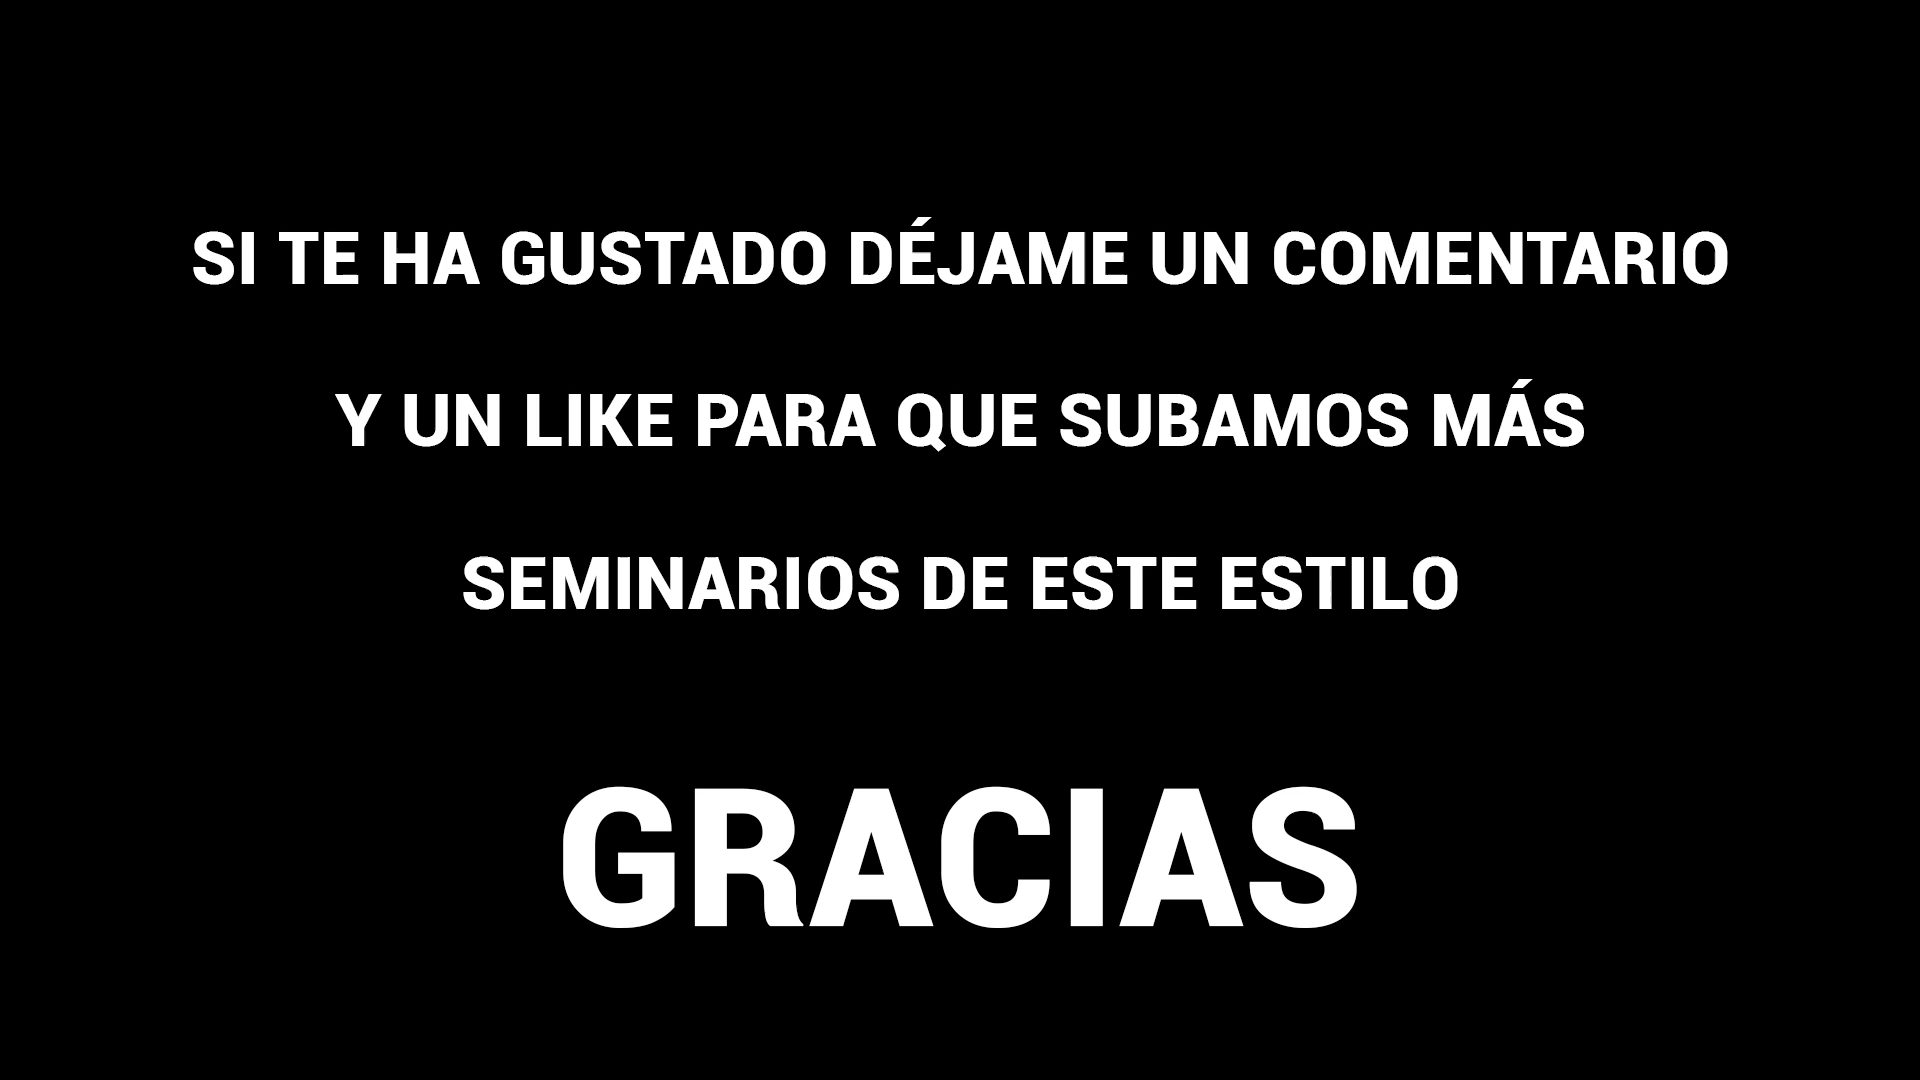 SI TE HA GUSTADO DÉJAME UN COMENTARIO
Y UN LIKE PARA QUE SUBAMOS MÁS
SEMINARIOS DE ESTE ESTILO
GRACIAS